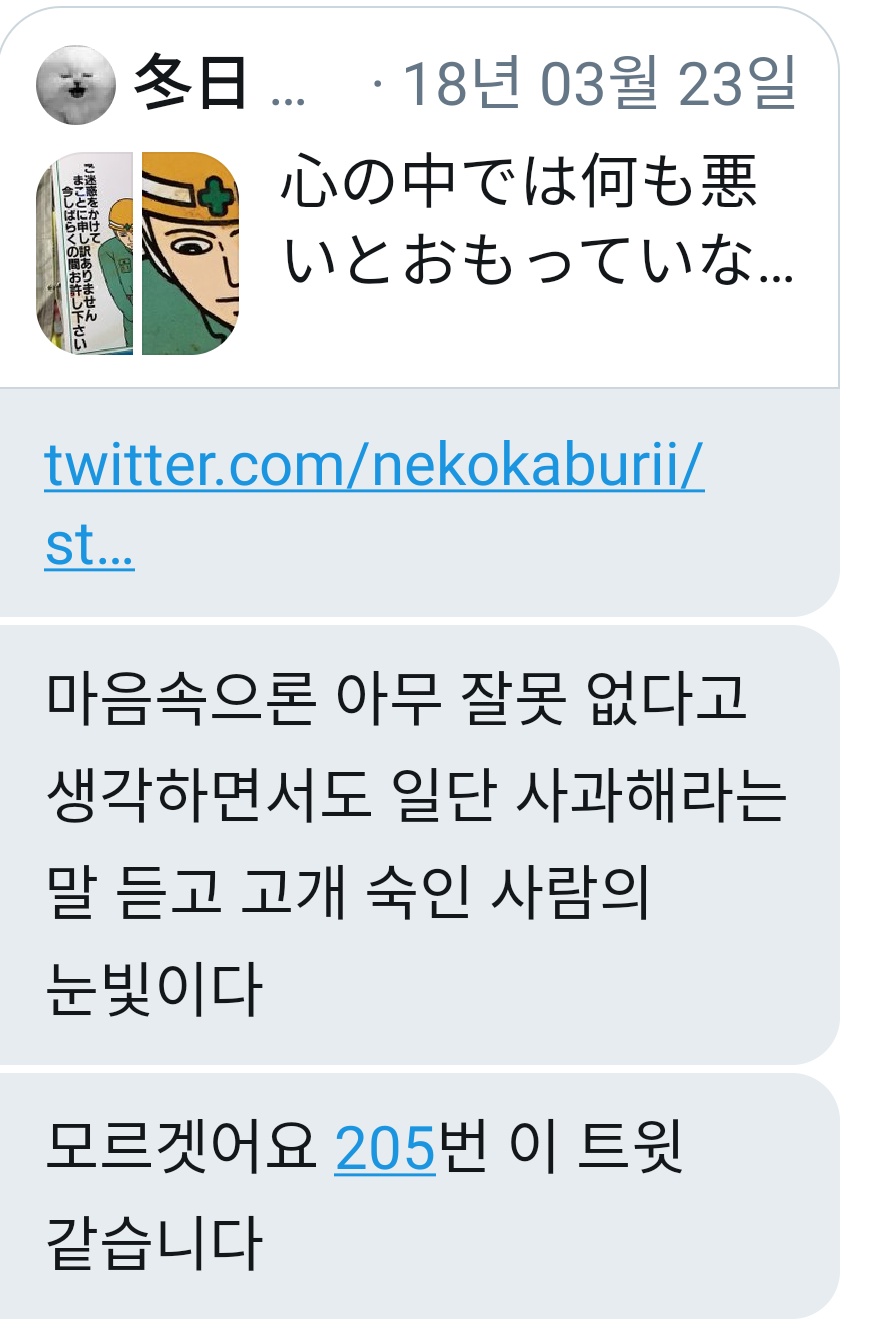 冬日 ... · 18년 03월 23일
ご迷惑をかけて
まことに申し訳ありません
今しばらくの間お許し下さい
心の中では何も悪
いとおもっていな...
twitter.com/nekokaburii/
st...
마음속으론 아무 잘못 없다고
생각하면서도 일단 사과해라는
말 듣고 고개 숙인 사람의
눈빛이다
모르겟어요 205번 이 트윗
같습니다